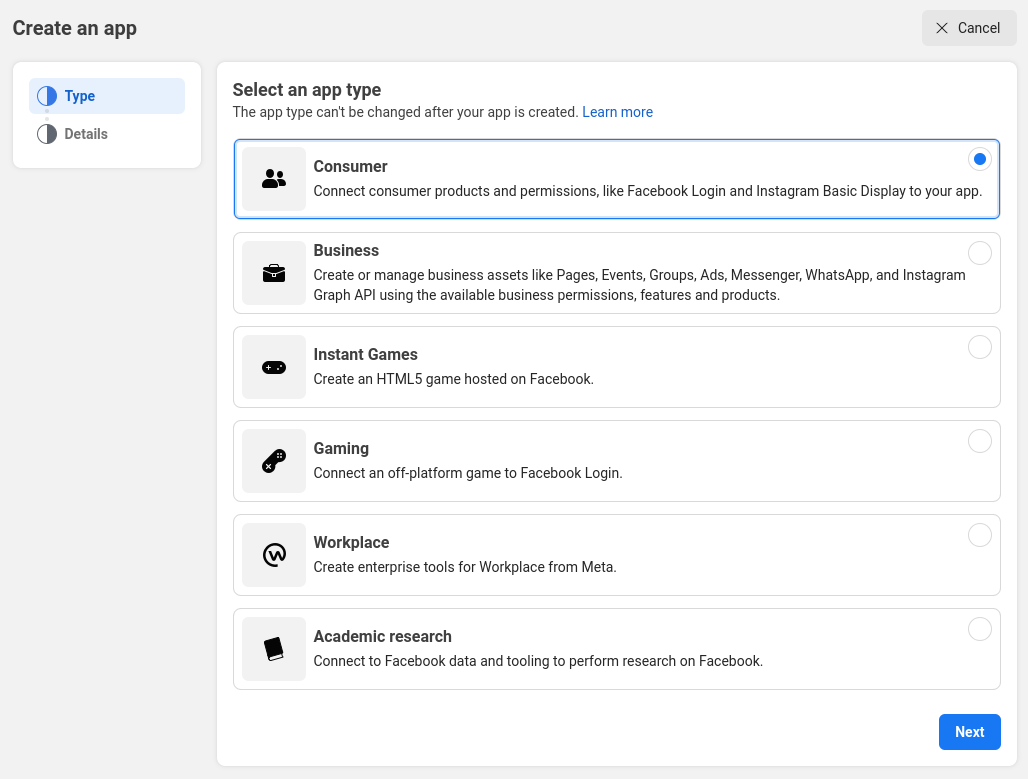 Create an app
Cancel
Type
Details
Select an app type
The app type can't be changed after your app is created. Learn more
Consumer
Connect consumer products and permissions, like Facebook Login and Instagram Basic Display to your app.
Business
Create or manage business assets like Pages, Events, Groups, Ads, Messenger, WhatsApp, and Instagram
Graph API using the available business permissions, features and products.
Instant Games
Create an HTML5 game hosted on Facebook.
Gaming
Connect an off-platform game to Facebook Login.
Workplace
Create enterprise tools for Workplace from Meta.
Academic research
Connect to Facebook data and tooling to perform research on Facebook.
Next